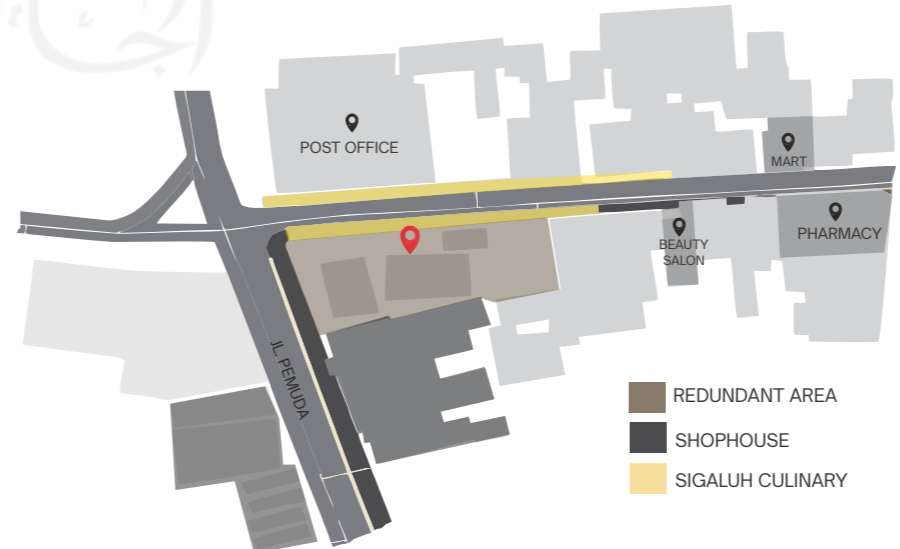 POST OFFICE
MART
PHARMACY
BEAUTY
SALON
JL. PEMUDA
REDUNDANT AREA
SHOPHOUSE
SIGALUH CULINARY